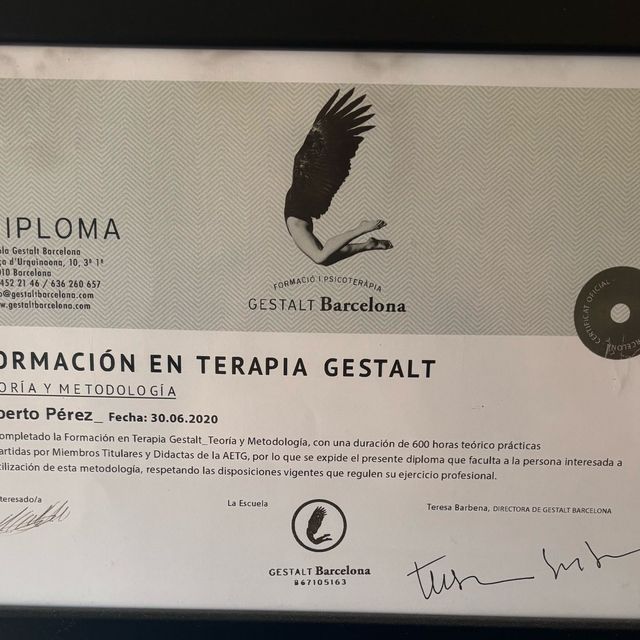 IPLOMA
la Gestalt Barcelona
ça d'Urquinaona, 10, 3ª 1ª
010 Barcelona
452 21 46 / 636 260 657
o@gestaltbarcelona.com
w.gestaltbarcelona.com
FORMACIÓ I PSICOTERÀPIA
GESTALT Barcelona
CERTIFICAT OFICIAL
ORMACIÓN EN TERAPIA GESTALT
ORÍA Y METODOLOGÍA
berto Pérez_ Fecha: 30.06.2020
ompletado la Formación en Terapia Gestalt_Teoría y Metodología, con una duración de 600 horas teórico prácticas
artidas por Miembros Titulares y Didactas de la AETG, por lo que se expide el presente diploma que faculta a la persona interesada a
tilización de esta metodología, respetando las disposiciones vigentes que regulen su ejercicio profesional.
teresado/a
La Escuela
Teresa Barbena, DIRECTORA DE GESTALT BARCELONA
GESTALT Barcelona
B67105163